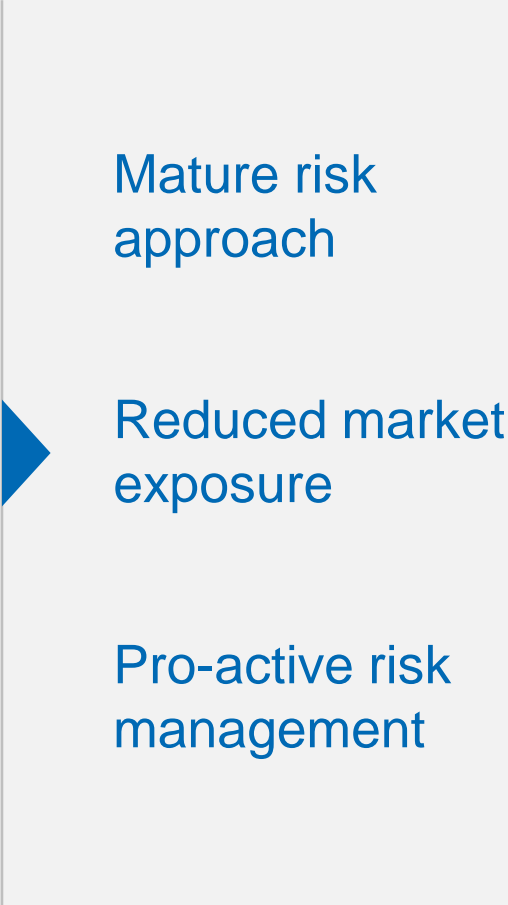 Mature risk
approach
Reduced market
exposure
Pro-active risk
management